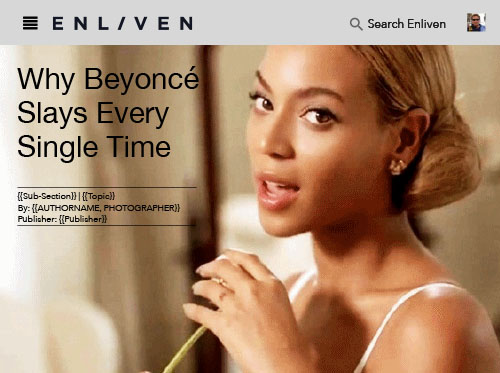 ENL/VEN
Search Enliven
Why Beyoncé
Slays Every
Single Time
{{Sub-Section}} | {{Topic}}
By: {{AUTHORNAME, PHOTOGRAPHER}}
Publisher: {{Publisher}}